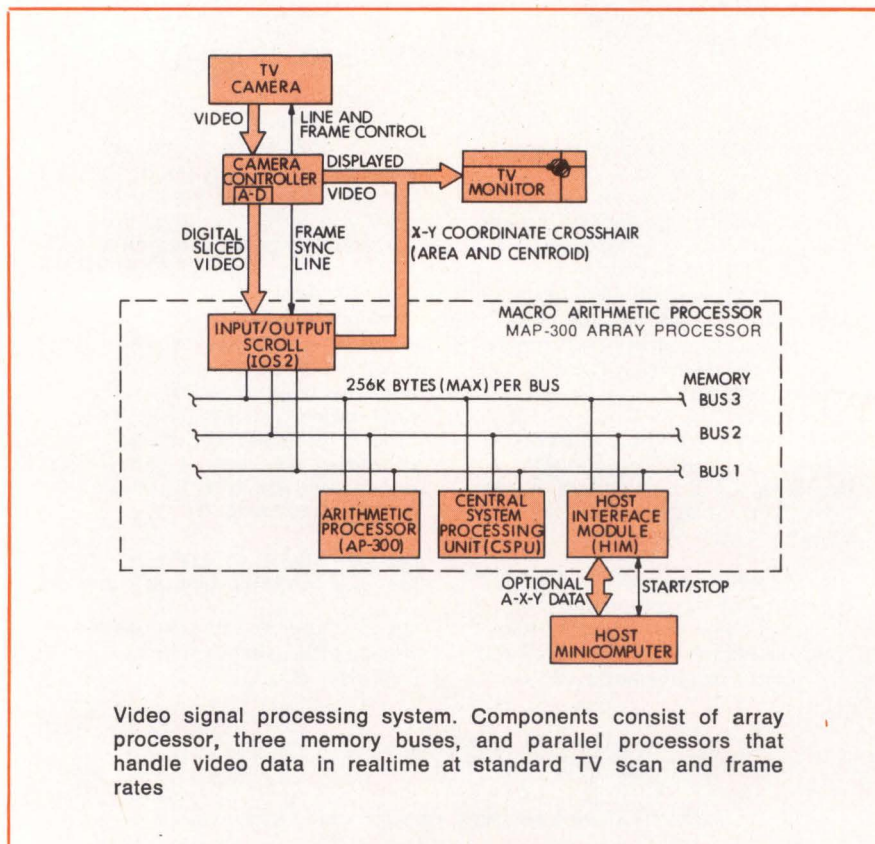 TV
CAMERA
VIDEO
LINE AND
FRAME CONTROL
CAMERA
CONTROLLER
A-D
DISPLAYED
VIDEO
TV
MONITOR
DIGITAL
SLICED
VIDEO
FRAME
SYNC
LINE
X-Y COORDINATE CROSSHAIR
(AREA AND CENTROID)
MACRO ARITHMETIC PROCESSOR
MAP-300 ARRAY PROCESSOR
INPUT/OUTPUT
SCROLL
(IOS2)
256K BYTES (MAX) PER BUS
MEMORY
BUS 3
BUS 2
BUS 1
ARITHMETIC
PROCESSOR
(AP-300)
CENTRAL
SYSTEM
PROCESSING
UNIT (CSPU)
HOST
INTERFACE
MODULE
(HIM)
OPTIONAL
A-X-Y DATA
START/STOP
HOST
MINICOMPUTER
Video signal processing system. Components consist of array
processor, three memory buses, and parallel processors that
handle video data in realtime at standard TV scan and frame
rates